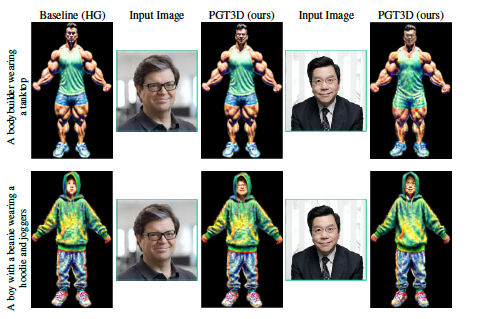 Baseline (HG) Input Image PGT3D (ours) Input Image PGT3D (ours)
A body builder wearing
a tanktop
A boy with a beanie wearing a
hoodie and joggers